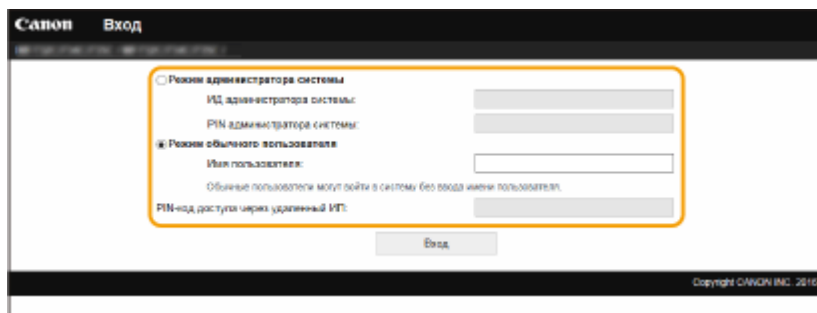 Canon Вход
Режим администратора системы
ИД администратора системы:
PIN администратора системы:
Режим обычного пользователя
Имя пользователя:
Обычные пользователи могут войти в систему без ввода имени пользователя.
PIN-код доступа через удаленный ИП:
Вход
Copyright CANON INC. 2016